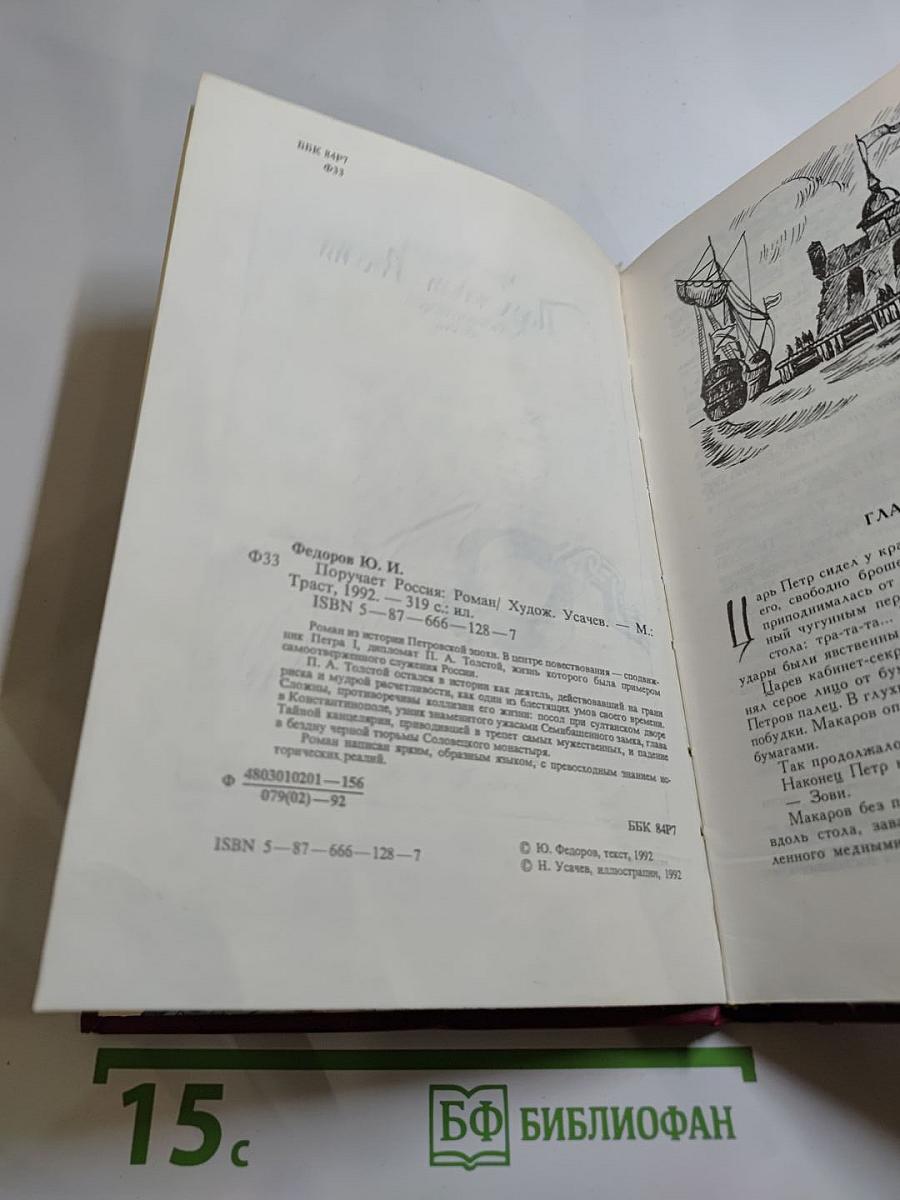 ББК 84Р7
Ф33
Федоров Ю. И.
Ф33 Поручает Россия: Роман/ Худож. Усачев. — М.:
Траст, 1992. — 319 с.: ил.
ISBN 5—87—666—128—7
Роман из истории Петровской эпохи. В центре повествования — сподвиж-
ник Петра I, дипломат П. А. Толстой, жизнь которого была примером
самоотверженного служения России.
П. А. Толстой остался в истории как деятель, действовавший на грани
риска и мудрой расчетливости, как один из блестящих умов своего времени.
Сложны, противоречивы коллизии его жизни: посол при султанском дворе
в Константинополе, узник знаменитого ужасами Семибашенного замка, глава
Тайной канцелярии, приводившей в трепет самых мужественных, и падение
в бездну черной тюрьмы Соловецкого монастыря.
Роман написан ярким, образным языком, с превосходным знанием ис-
торических реалий.
Ф 4803010201—156
079(02)—92
ББК 84Р7
ISBN 5—87—666—128—7
© Ю. Федоров, текст, 1992
© Н. Усачев, иллюстрации, 1992
ГЛА
Царь Петр сидел у кра
его, свободно броше
приподнималась от
ный чугунным пер
стола: тра-та-та...
удары были явственны
Царев кабинет-секр
нял серое лицо от бум
Петров палец. В глухи
побудки. Макаров оп
бумагами.
Так продолжало
Наконец Петр
— Зови.
Макаров без п
вдоль стола, зава
ленного медными
15 с
БФ БИБЛИОФАН